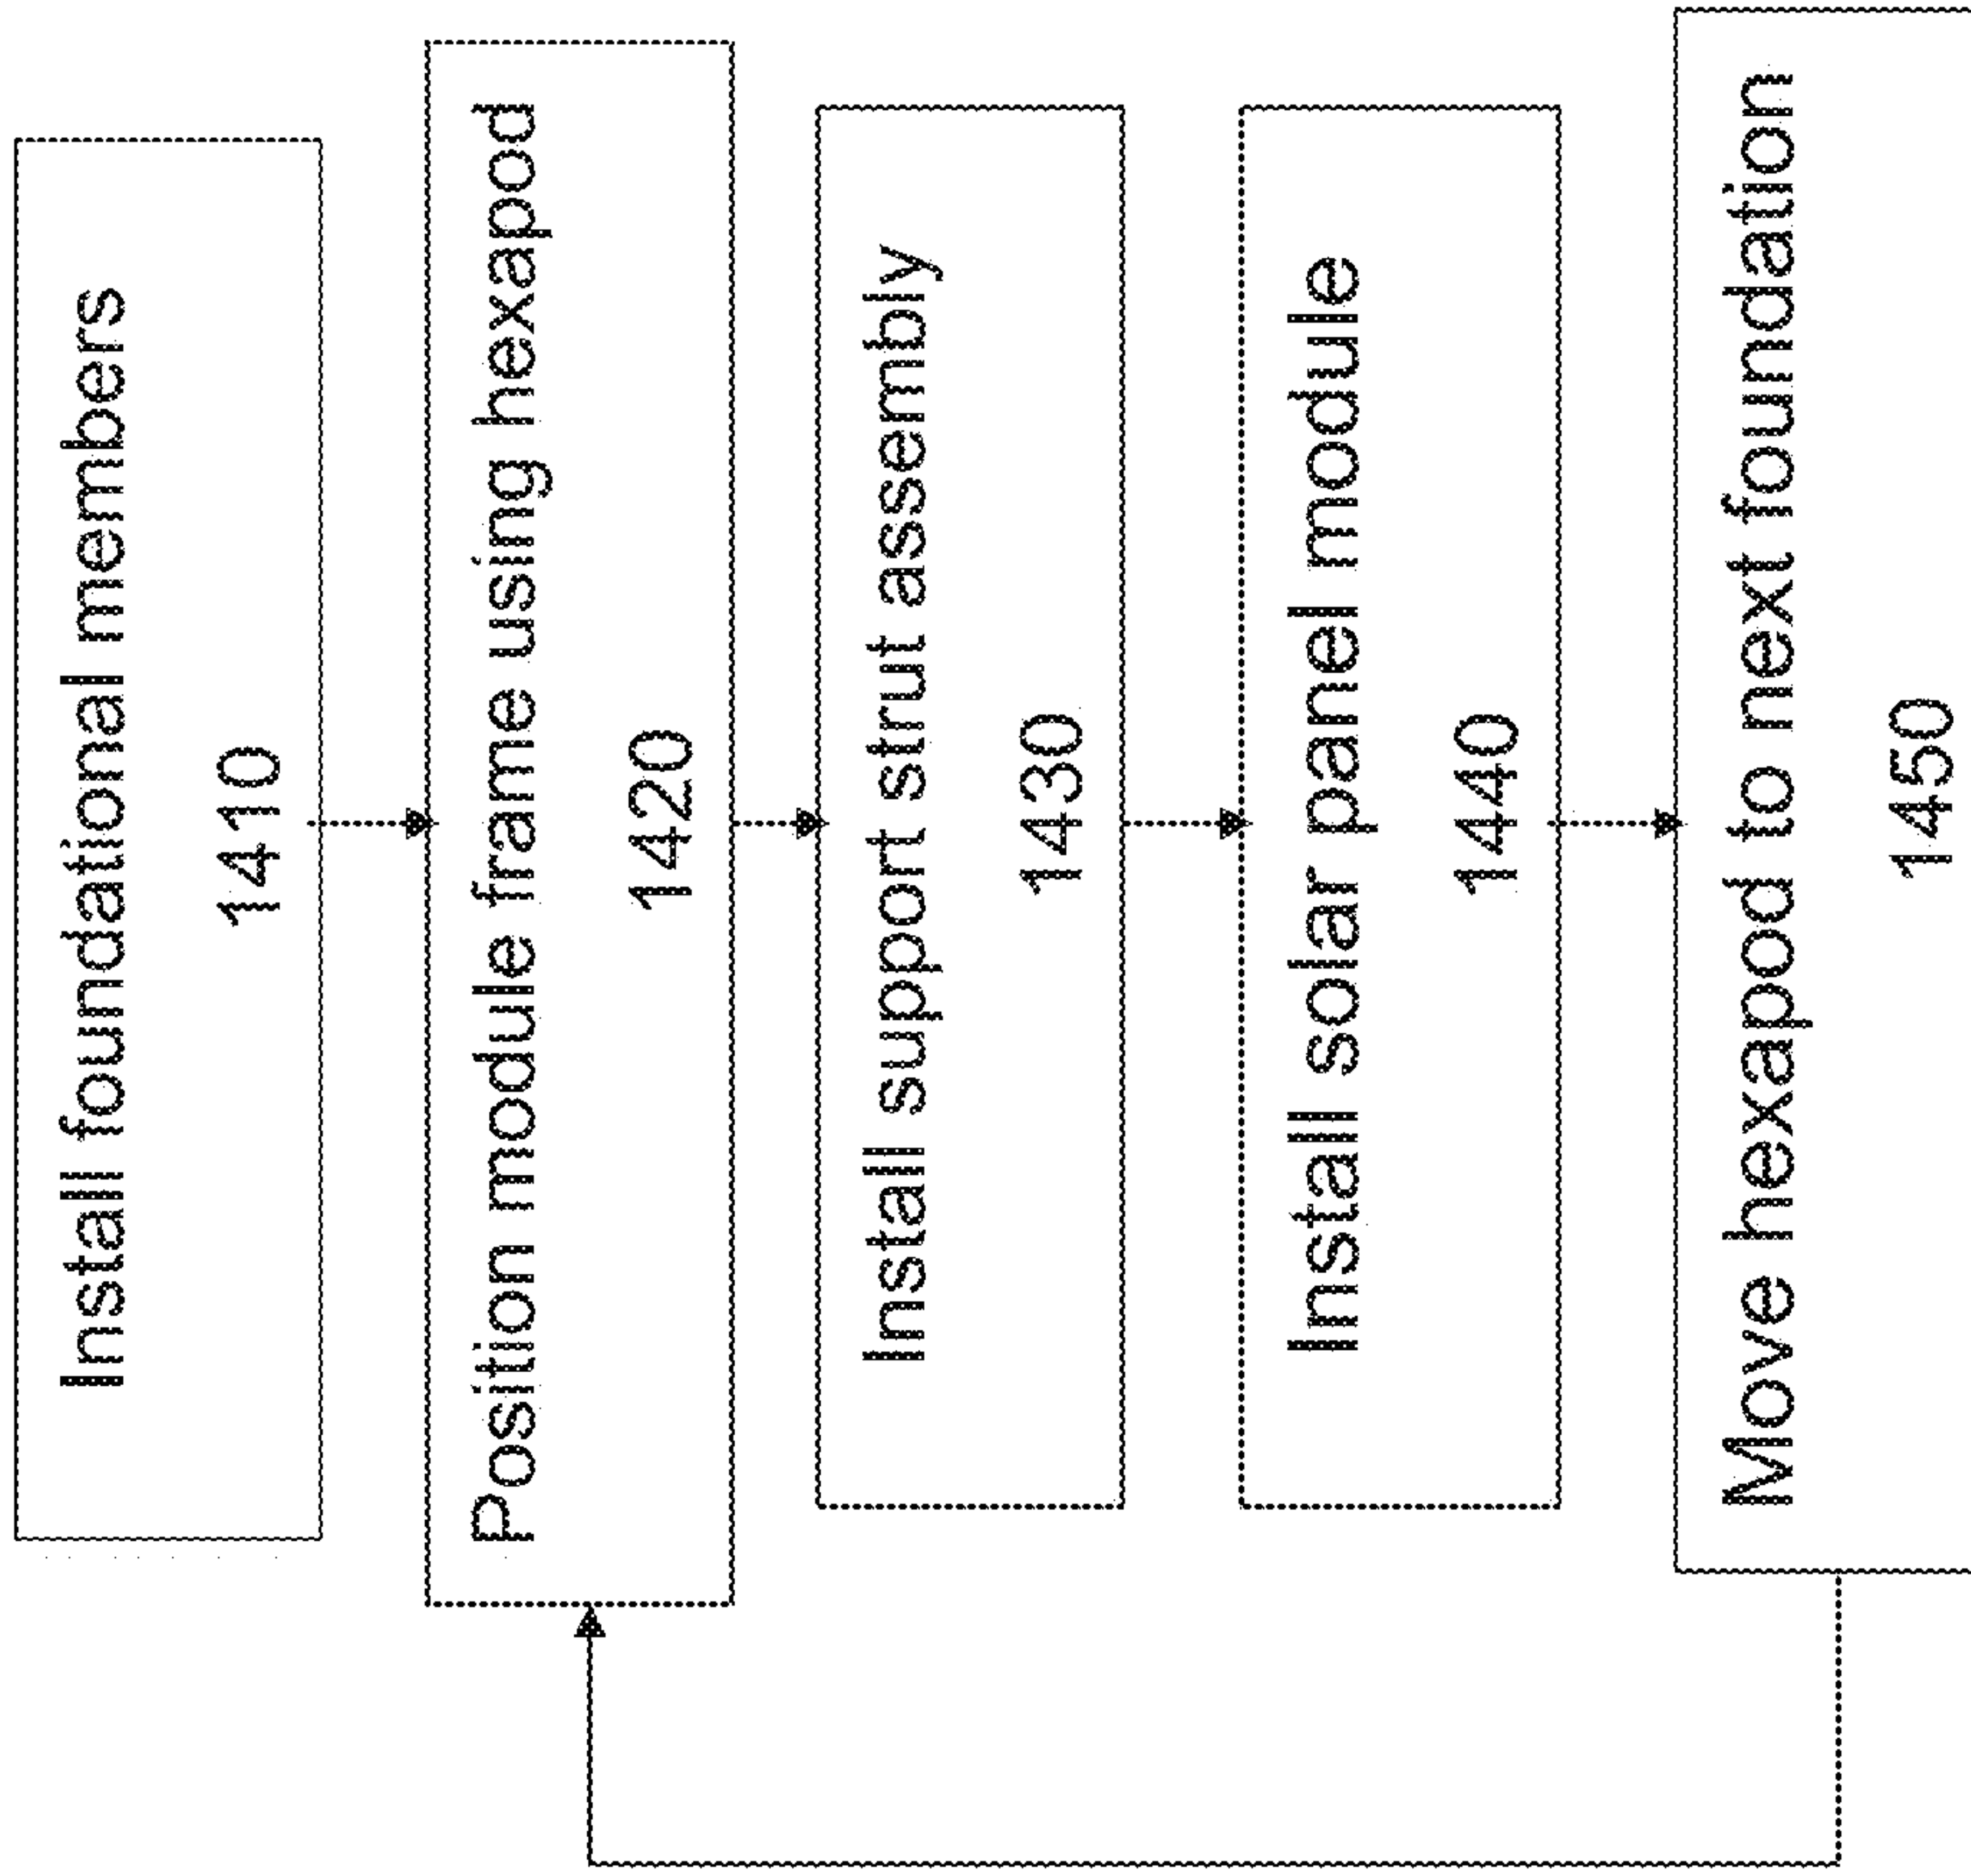 Install foundational members
1410
Position module frame using hexapod
1420
Install support strut assembly
1430
Install solar panel module
1440
Move hexapod to next foundation
1450